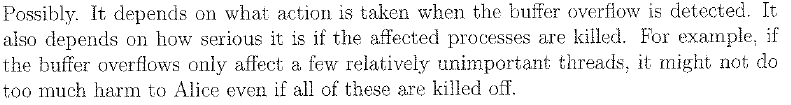 Possibly. It depends on what action is taken when the buffer overflow is detected. It
also depends on how serious it is if the affected processes are killed. For example, if
the buffer overflows only affect a few relatively unimportant threads, it might not do
too much harm to Alice even if all of these are killed off.